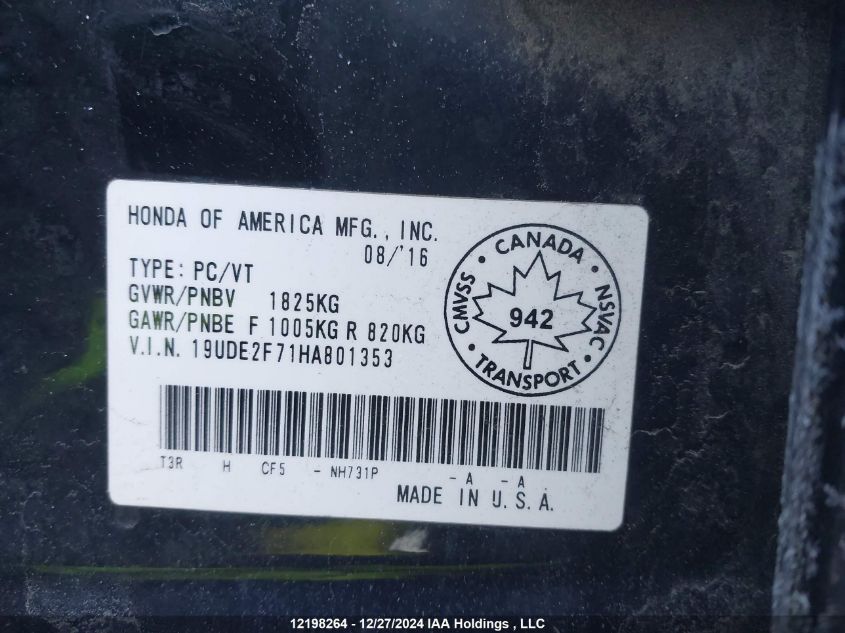 HONDA OF AMERICA MFG., INC.
08/'16
TYPE: PC/VT
GVWR/PNBV 1825KG
GAWR/PNBE F 1005KG R 820KG
V.I.N. 19UDE2F71HA801353
CANADA
CMVSS
NSVAC
942
TRANSPORT
T3R H CF5 - NH731P - A - A
MADE IN U.S.A.
12198264 - 12/27/2024 IAA Holdings , LLC